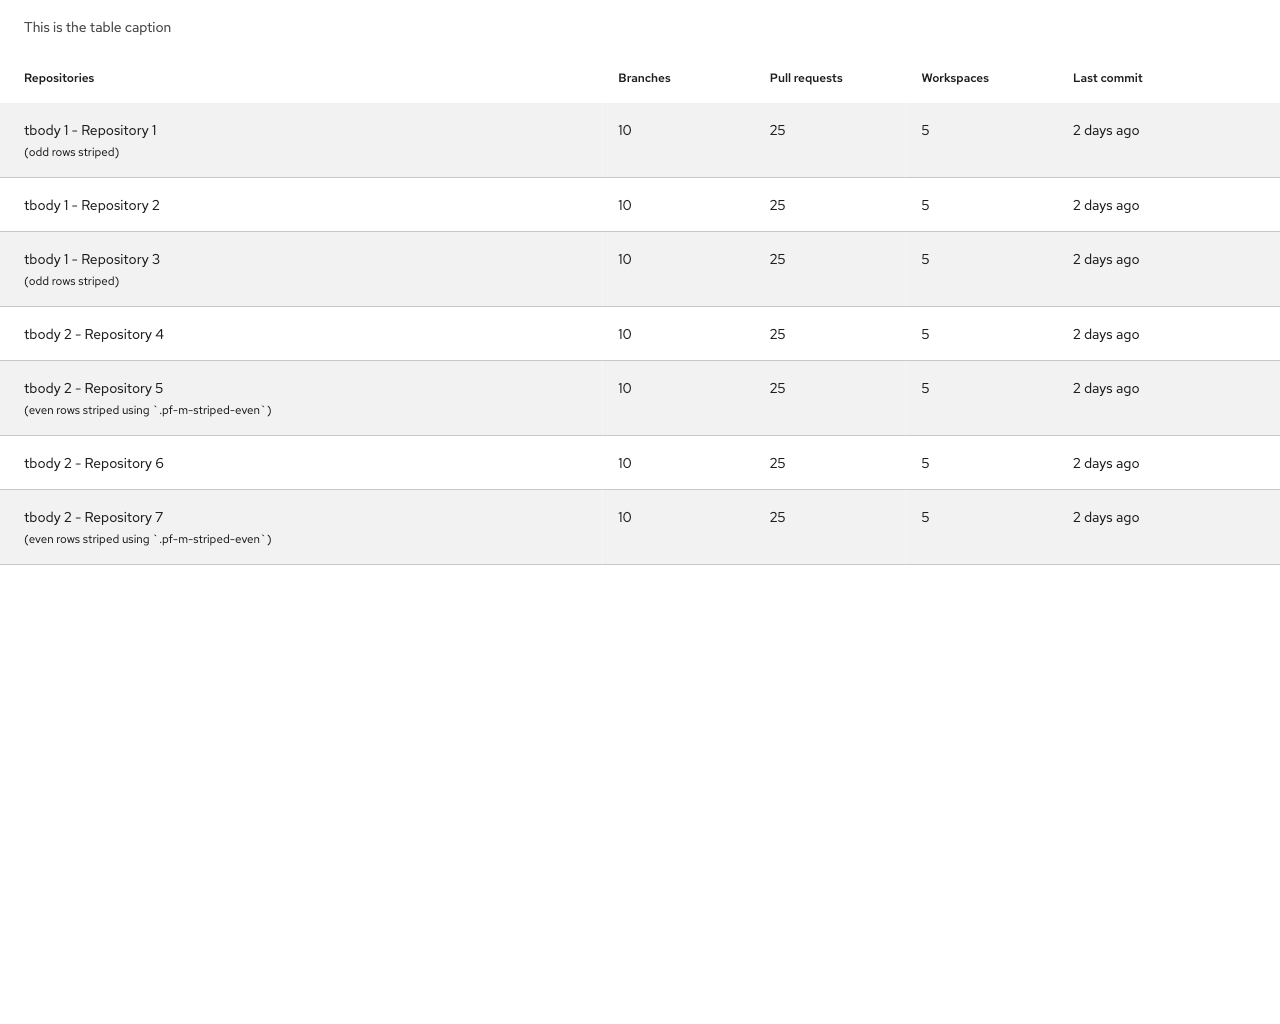 This is the table caption
Repositories Branches Pull requests Workspaces Last commit
tbody 1 - Repository 1 10 25 5 2 days ago
(odd rows striped)
tbody 1 - Repository 2 10 25 5 2 days ago
tbody 1 - Repository 3 10 25 5 2 days ago
(odd rows striped)
tbody 2 - Repository 4 10 25 5 2 days ago
tbody 2 - Repository 5 10 25 5 2 days ago
(even rows striped using `.pf-m-striped-even`)
tbody 2 - Repository 6 10 25 5 2 days ago
tbody 2 - Repository 7 10 25 5 2 days ago
(even rows striped using `.pf-m-striped-even`)